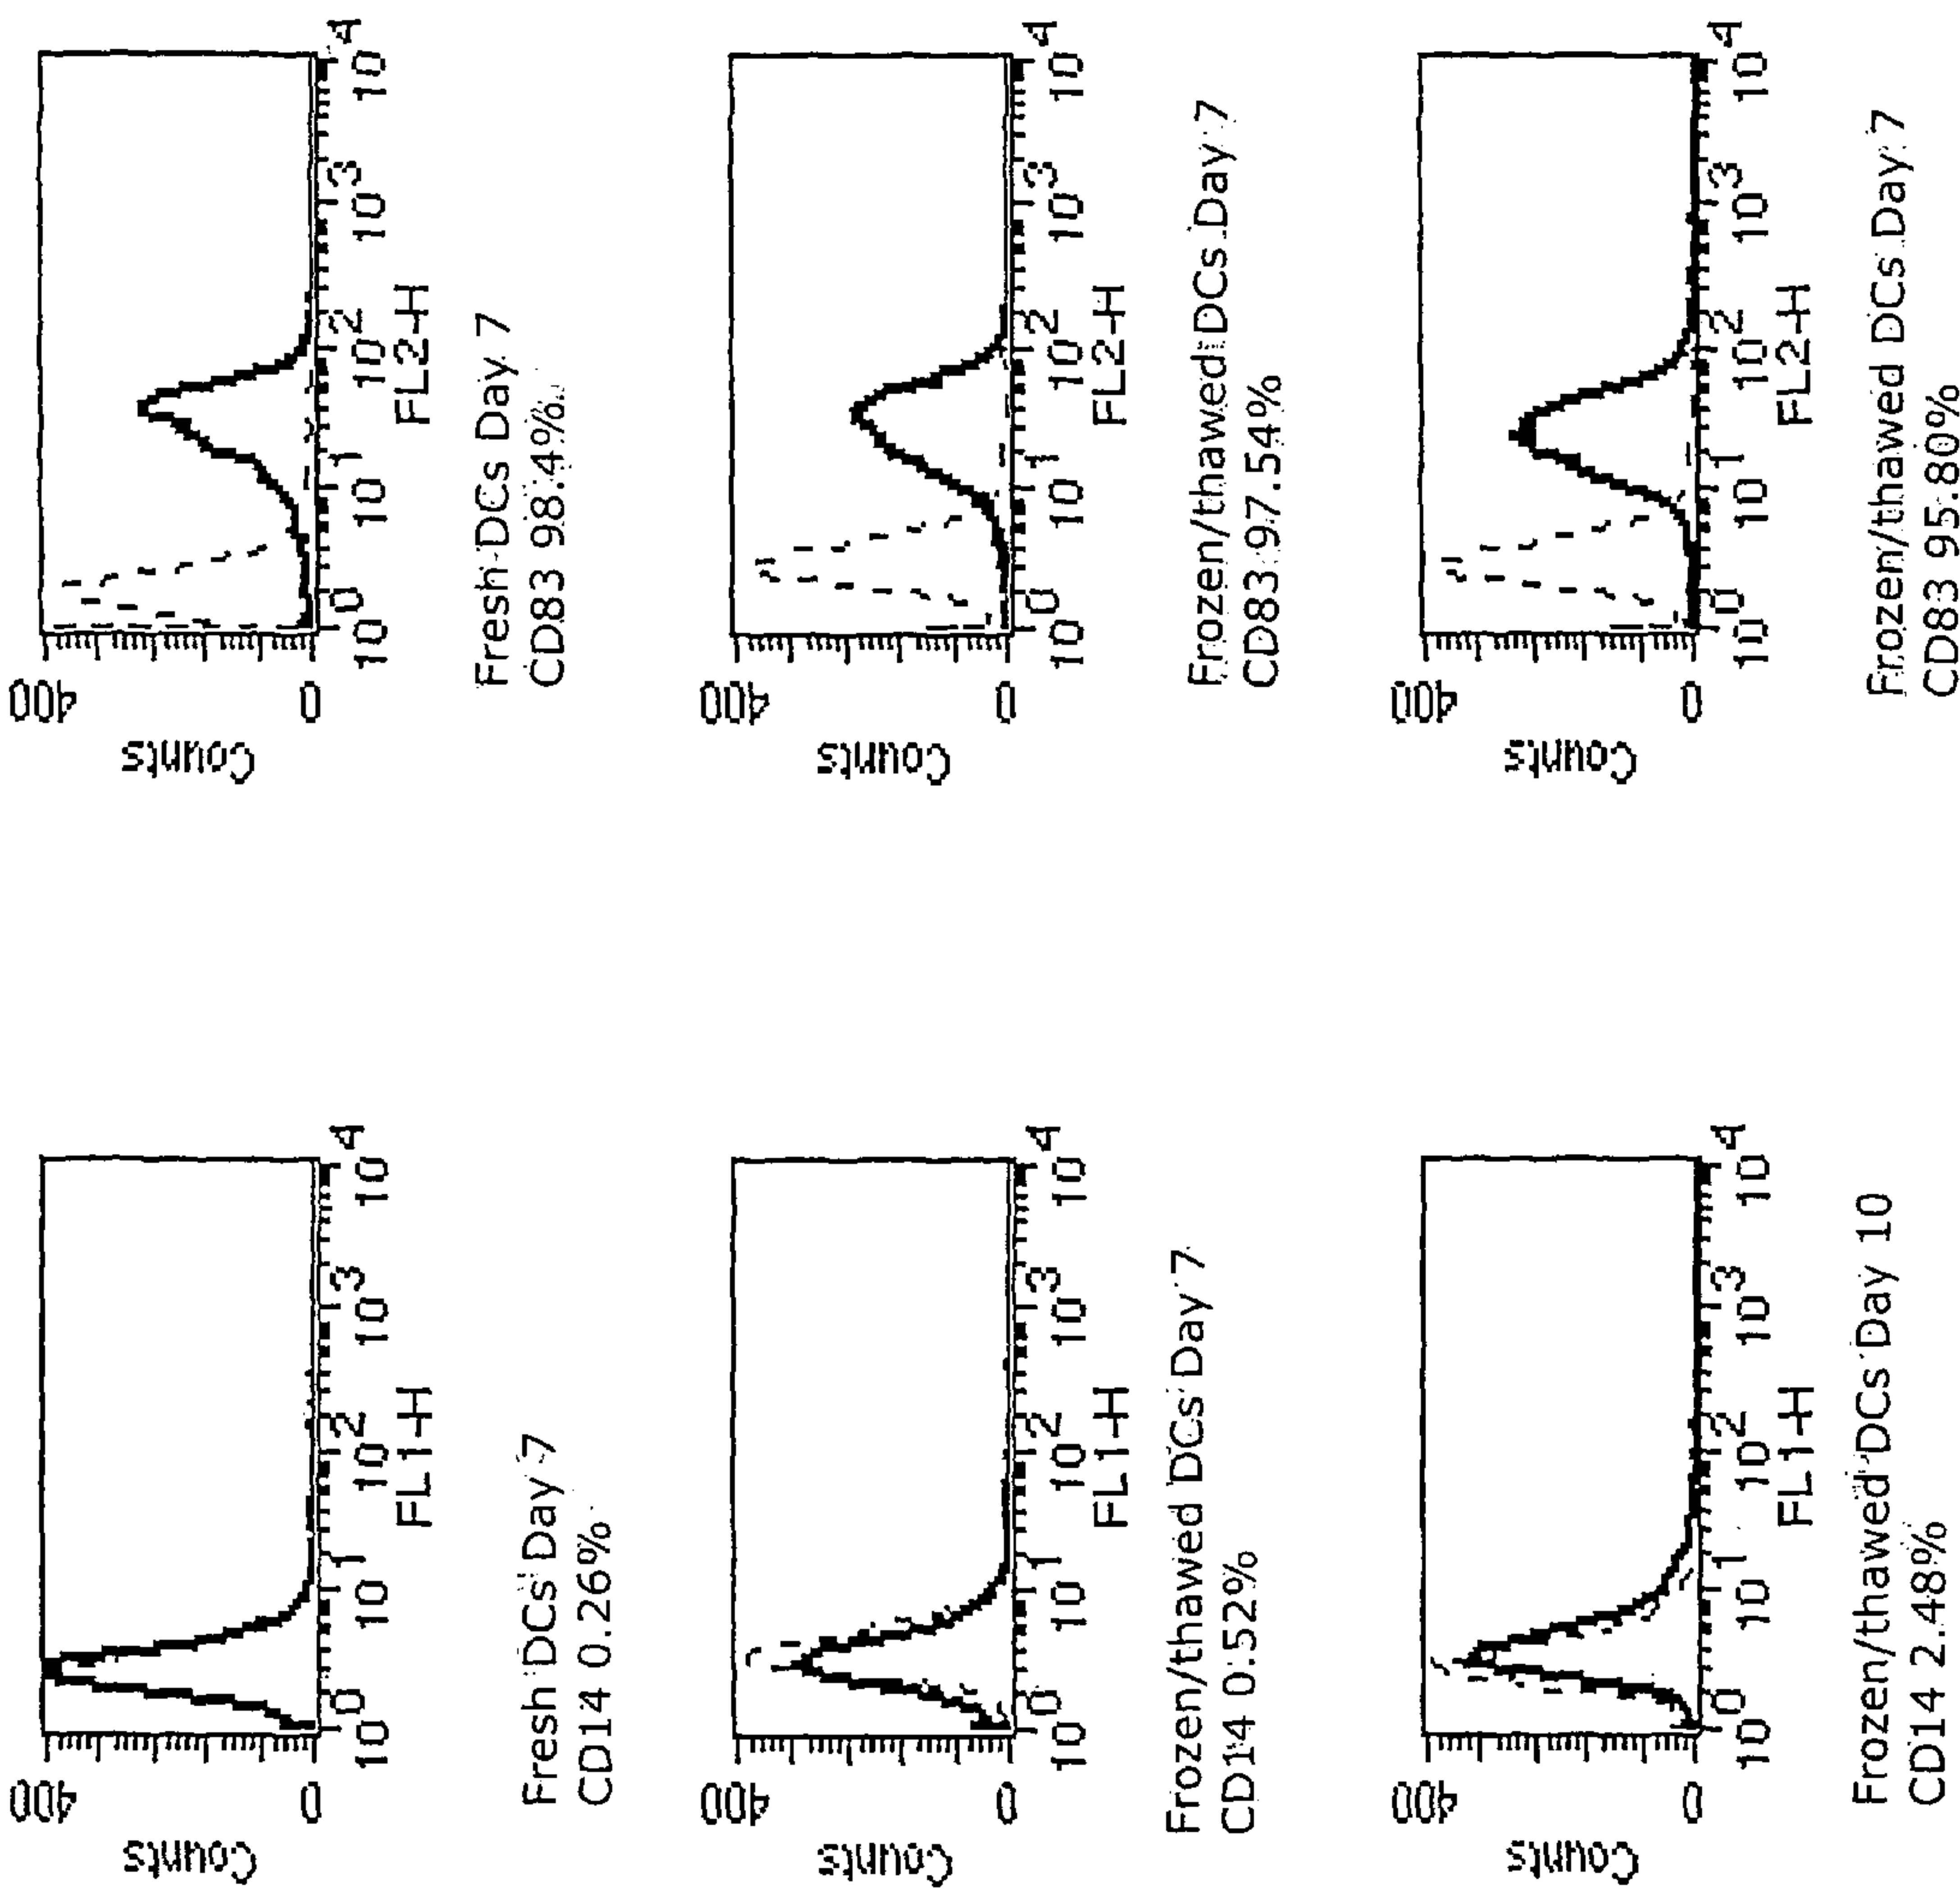 Counts
400
0
10^0 10^1 10^2 10^3 10^4
FL1-H
Fresh DCs Day 7
CD14 0.26%
Counts
400
0
10^0 10^1 10^2 10^3 10^4
FL2-H
Fresh DCs Day 7
CD83 98.4%
Counts
400
0
10^0 10^1 10^2 10^3 10^4
FL1-H
Frozen/thawed DCs Day 7
CD14 0.52%
Counts
400
0
10^0 10^1 10^2 10^3 10^4
FL2-H
Frozen/thawed DCs Day 7
CD83 97.54%
Counts
400
0
10^0 10^1 10^2 10^3 10^4
FL1-H
Frozen/thawed DCs Day 10
CD14 2.48%
Counts
400
0
10^0 10^1 10^2 10^3 10^4
FL2-H
Frozen/thawed DCs Day 7
CD83 95.80%